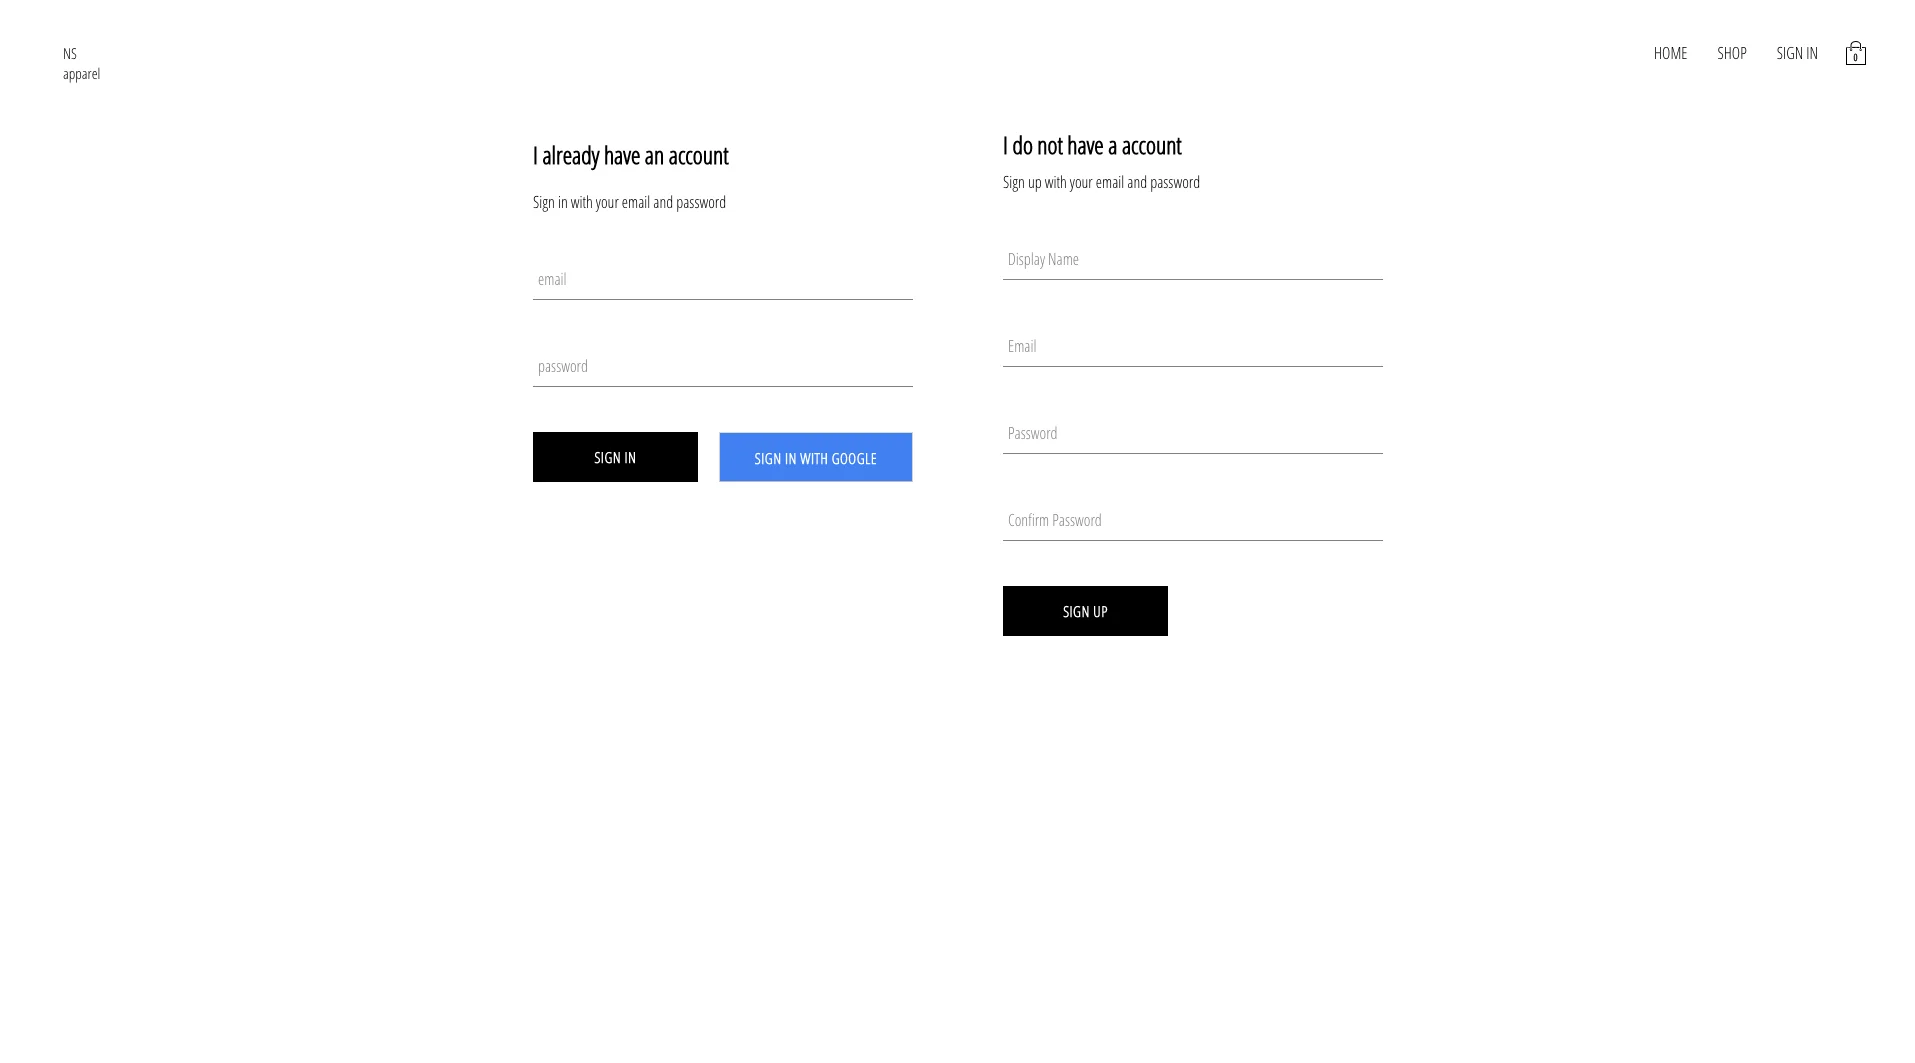 NS
apparel
HOME
SHOP
SIGN IN
0
I already have an account
Sign in with your email and password
email
password
SIGN IN
SIGN IN WITH GOOGLE
I do not have a account
Sign up with your email and password
Display Name
Email
Password
Confirm Password
SIGN UP